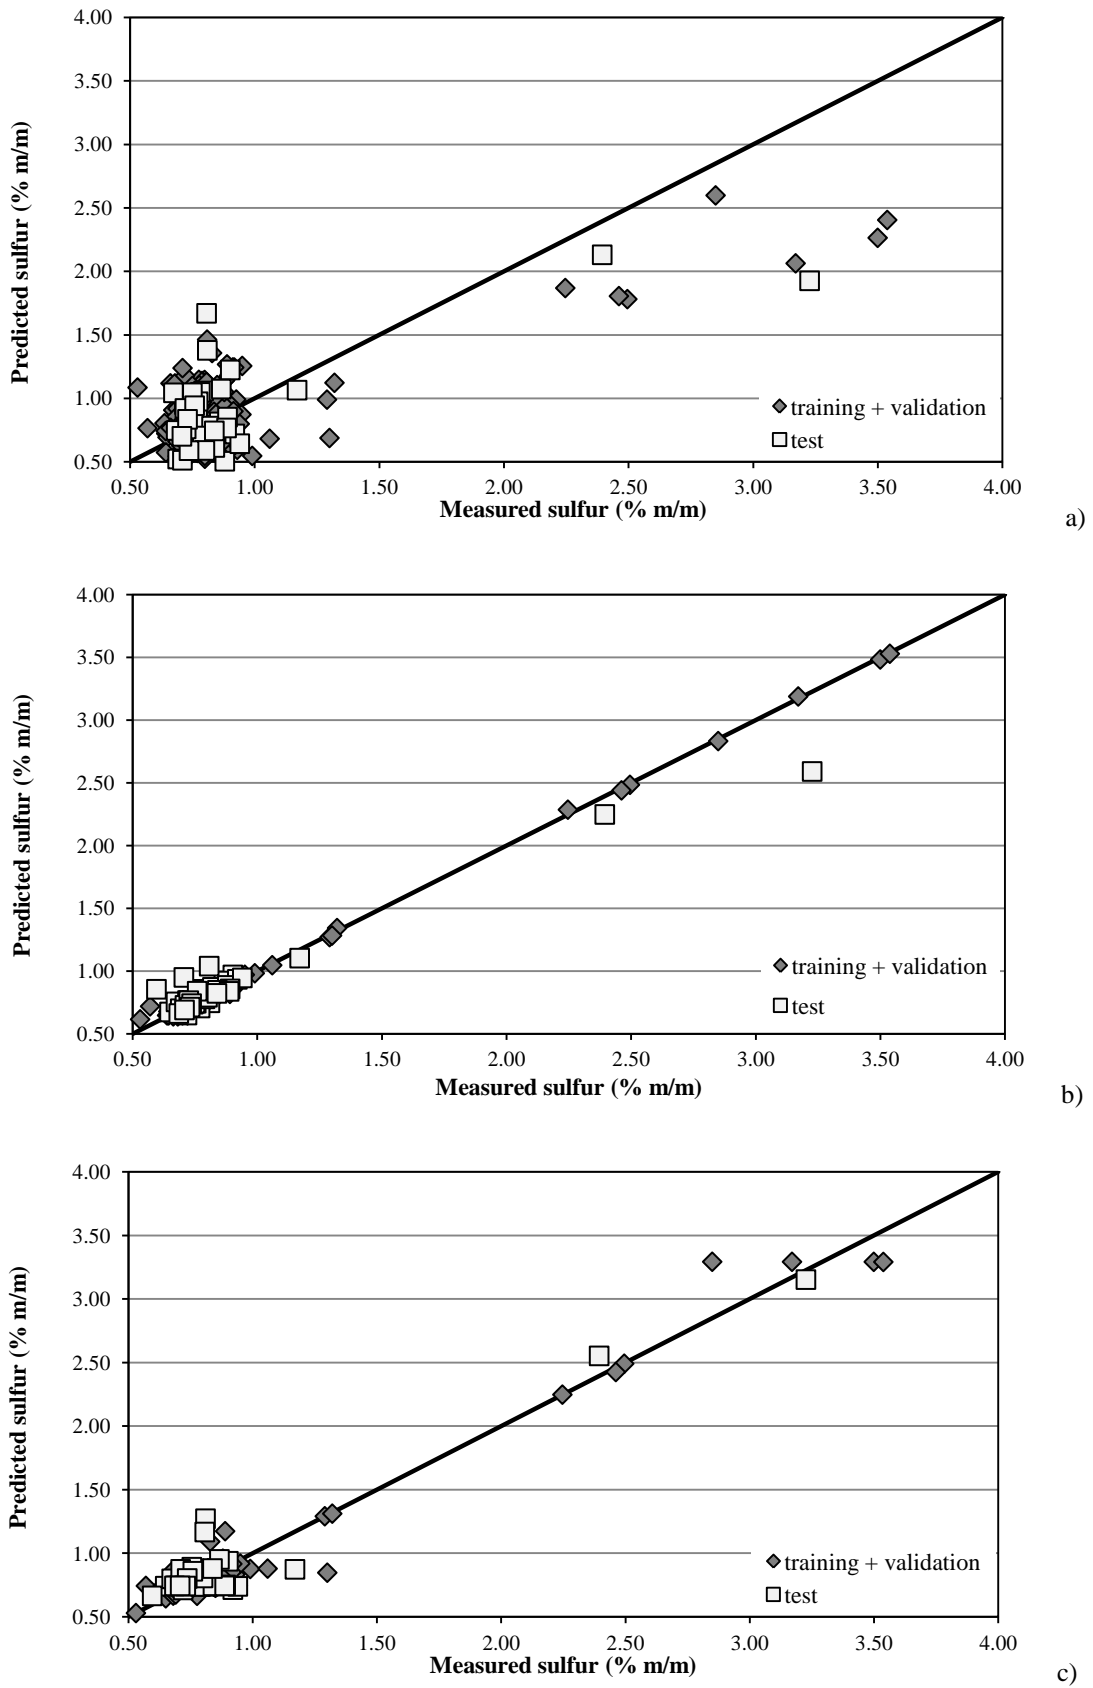 4.00
3.50
3.00
2.50
2.00
1.50
1.00
0.50
Predicted sulfur (% m/m)
training + validation
test
0.50 1.00 1.50 2.00 2.50 3.00 3.50 4.00
Measured sulfur (% m/m)
a)
4.00
3.50
3.00
2.50
2.00
1.50
1.00
0.50
Predicted sulfur (% m/m)
training + validation
test
0.50 1.00 1.50 2.00 2.50 3.00 3.50 4.00
Measured sulfur (% m/m)
b)
4.00
3.50
3.00
2.50
2.00
1.50
1.00
0.50
Predicted sulfur (% m/m)
training + validation
test
0.50 1.00 1.50 2.00 2.50 3.00 3.50 4.00
Measured sulfur (% m/m)
c)